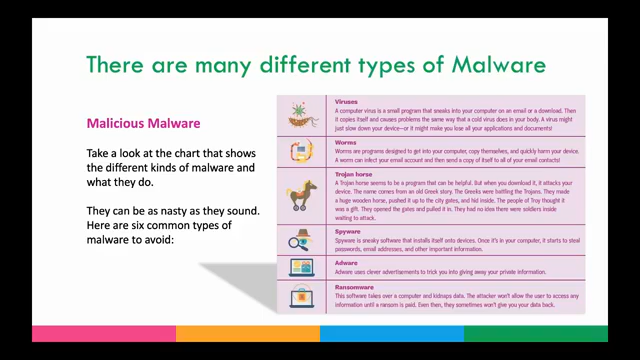 There are many different types of Malware
Malicious Malware
Take a look at the chart that shows
the different kinds of malware and
what they do.
They can be as nasty as they sound.
Here are six common types of
malware to avoid:
Viruses
A computer virus is a small program that sneaks into your computer on an email or a download. Then
it copies itself and causes problems the same way that a cold virus does in your body. A virus might
just slow down your device—or it might make you lose all your applications and documents!
Worms
Worms are programs designed to get into your computer, copy themselves, and quickly harm your device.
A worm can infect your email account and then send a copy of itself to all of your email contacts!
Trojan horse
A Trojan horse seems to be a program that can be helpful. But when you download it, it attacks your
device. The name comes from an old Greek story. The Greeks were battling the Trojans. They made
a huge wooden horse, pushed it up to the city gates, and hid inside. The people of Troy thought it
was a gift. They opened the gates and pulled it in. They had no idea there were soldiers inside
waiting to attack.
Spyware
Spyware is sneaky software that installs itself onto devices. Once it's in your computer, it starts to steal
passwords, email addresses, and other important information.
Adware
Adware uses clever advertisements to trick you into giving away your private information.
Ransomware
This software takes over a computer and kidnaps data. The attacker won't allow the user to access any
information until a ransom is paid. Even then, they sometimes won't give you your data back.